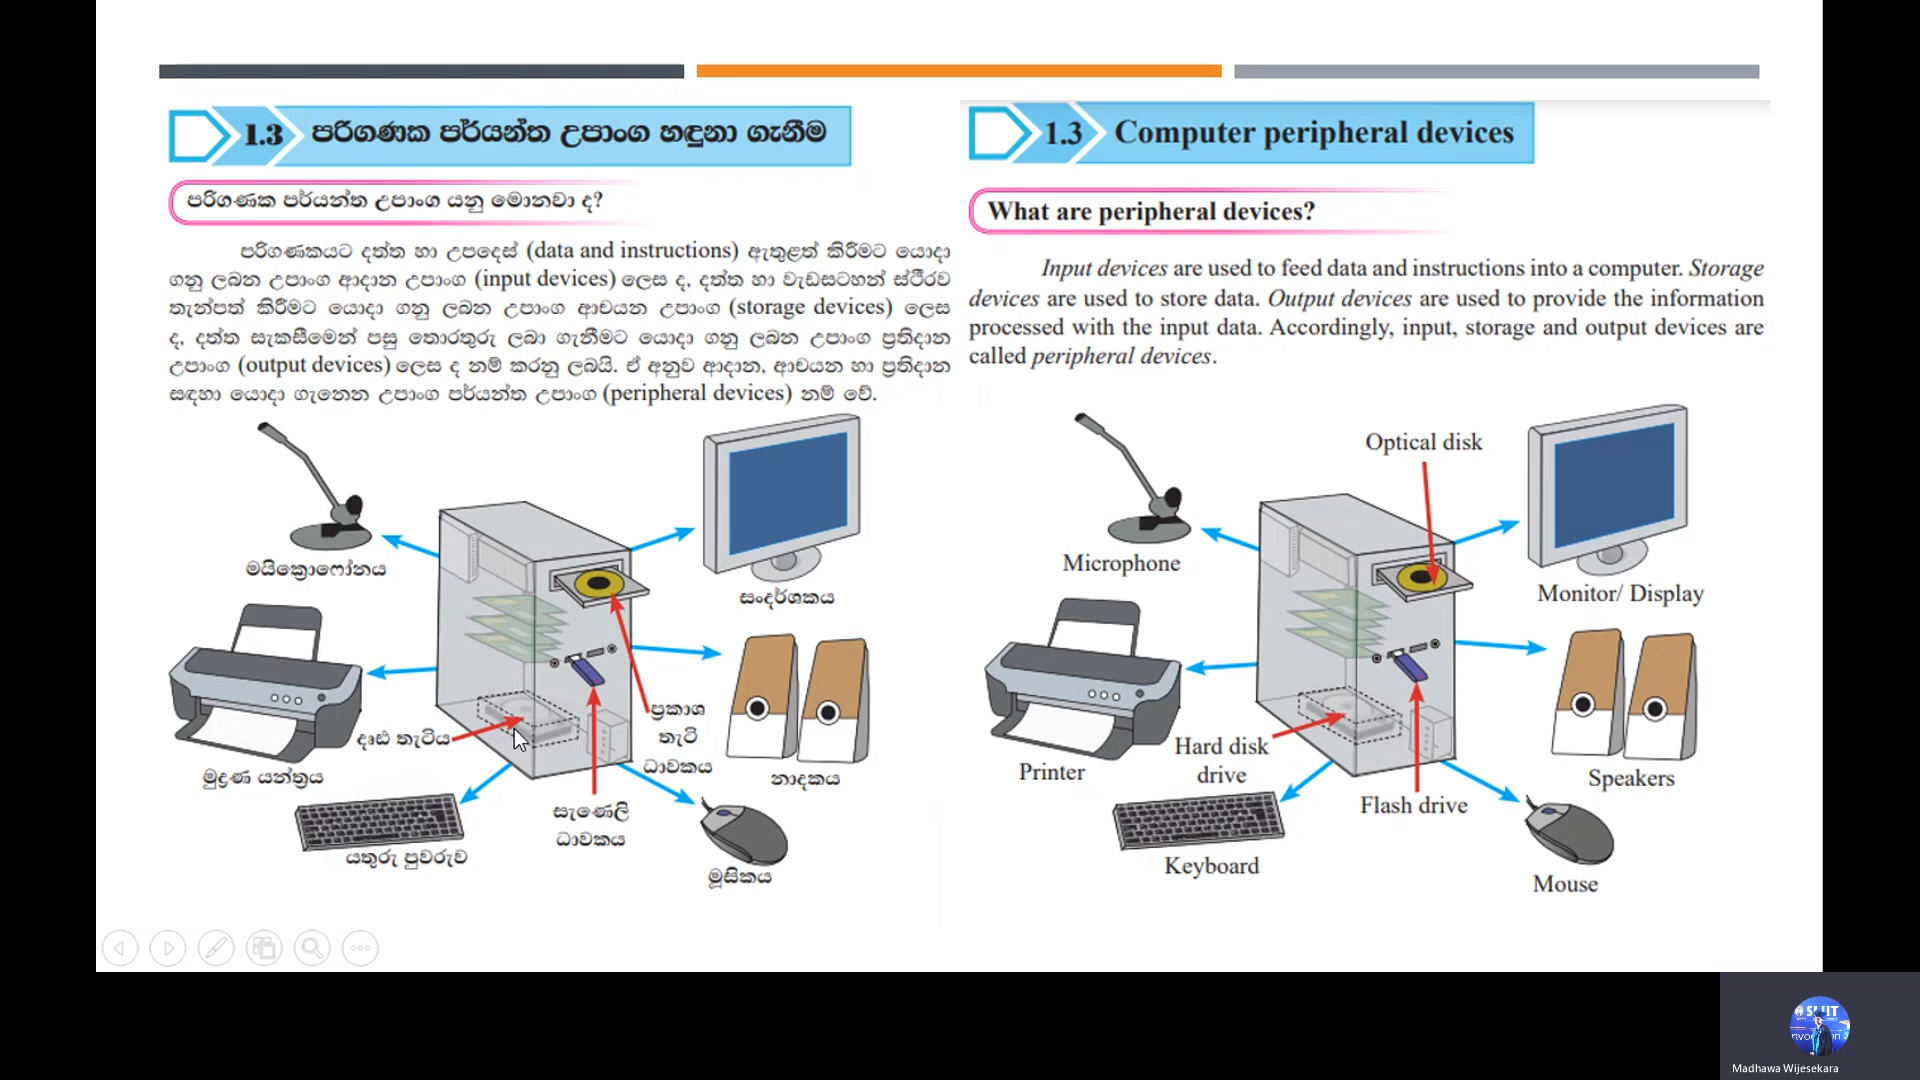 1.3 පරිගණක පර්යන්ත උපාංග හඳුනා ගැනීම
පරිගණක පර්යන්ත උපාංග යනු මොනවා ද?
පරිගණකයට දත්ත හා උපදෙස් (data and instructions) ඇතුළත් කිරීමට යොදා
ගනු ලබන උපාංග ආදාන උපාංග (input devices) ලෙස ද, දත්ත හා වැඩසටහන් ස්ථීරව
තැන්පත් කිරීමට යොදා ගනු ලබන උපාංග ආචයන උපාංග (storage devices) ලෙස
ද, දත්ත සැකසීමෙන් පසු තොරතුරු ලබා ගැනීමට යොදා ගනු ලබන උපාංග ප්‍රතිදාන
උපාංග (output devices) ලෙස ද නම් කරනු ලබයි. ඒ අනුව ආදාන, ආචයන හා ප්‍රතිදාන
සඳහා යොදා ගැනෙන උපාංග පර්යන්ත උපාංග (peripheral devices) නම් වේ.
මයික්‍රොෆෝනය
සංදර්ශකය
මුද්‍රණ යන්ත්‍රය
දෘඪ තැටිය
ප්‍රකාශ
තැටි
ධාවකය
නාදකය
යතුරු පුවරුව
සැණෙලි
ධාවකය
මූසිකය
1.3 Computer peripheral devices
What are peripheral devices?
Input devices are used to feed data and instructions into a computer. Storage
devices are used to store data. Output devices are used to provide the information
processed with the input data. Accordingly, input, storage and output devices are
called peripheral devices.
Optical disk
Microphone
Monitor/ Display
Printer
Hard disk
drive
Flash drive
Speakers
Keyboard
Mouse
Madhawa Wijesekara